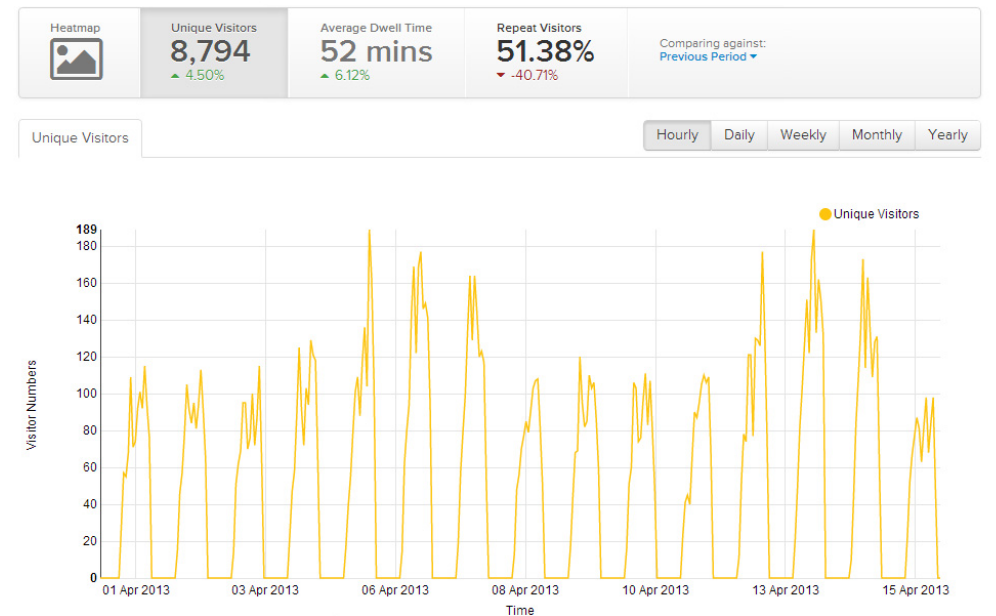 Heatmap
Unique Visitors
8,794
4.50%
Average Dwell Time
52 mins
6.12%
Repeat Visitors
51.38%
-40.71%
Comparing against:
Previous Period
Unique Visitors
Hourly Daily Weekly Monthly Yearly
Unique Visitors
189
180
160
140
120
100
80
60
40
20
0
Visitor Numbers
01 Apr 2013 03 Apr 2013 06 Apr 2013 08 Apr 2013 10 Apr 2013 13 Apr 2013 15 Apr 2013
Time